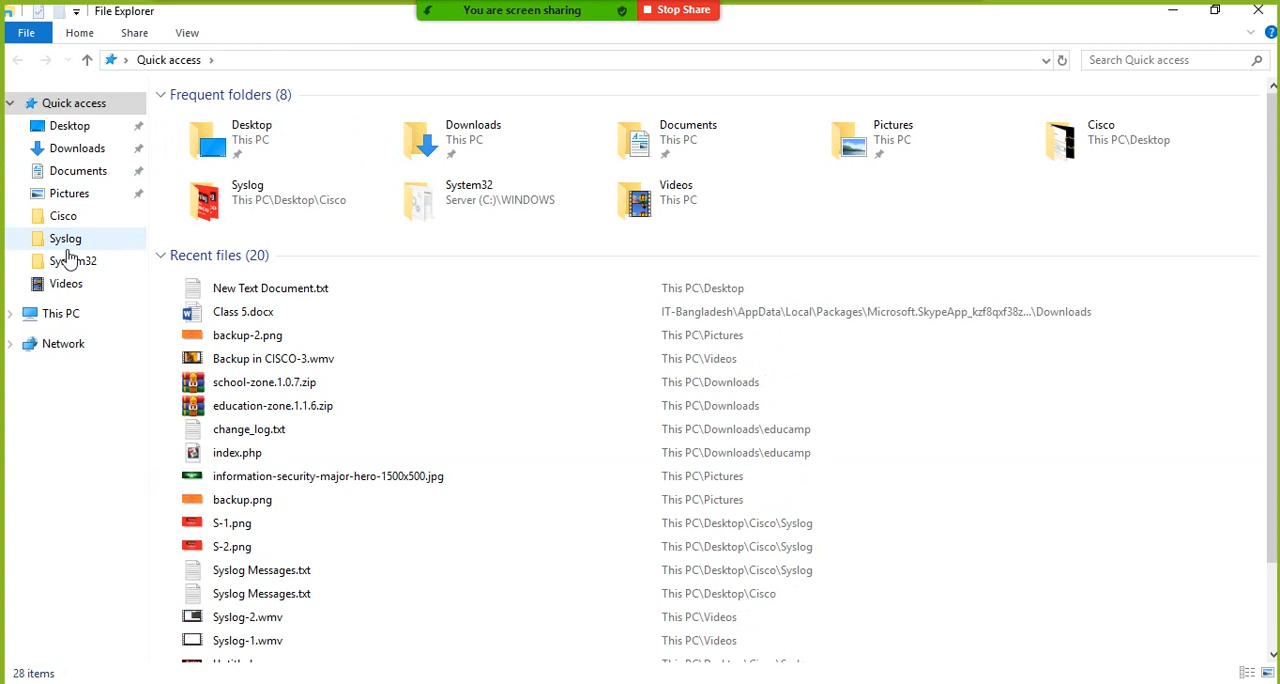 File Explorer
You are screen sharing
Stop Share
File Home Share View
Quick access
Search Quick access
Quick access
Desktop
Downloads
Documents
Pictures
Cisco
Syslog
System32
Videos
This PC
Network
Frequent folders (8)
Desktop
This PC
Downloads
This PC
Documents
This PC
Pictures
This PC
Cisco
This PC\Desktop
Syslog
This PC\Desktop\Cisco
System32
Server (C:)\WINDOWS
Videos
This PC
Recent files (20)
New Text Document.txt This PC\Desktop
Class 5.docx IT-Bangladesh\AppData\Local\Packages\Microsoft.SkypeApp_kzf8qxf38z...\Downloads
backup-2.png This PC\Pictures
Backup in CISCO-3.wmv This PC\Videos
school-zone.1.0.7.zip This PC\Downloads
education-zone.1.1.6.zip This PC\Downloads
change_log.txt This PC\Downloads\educamp
index.php This PC\Downloads\educamp
information-security-major-hero-1500x500.jpg This PC\Pictures
backup.png This PC\Pictures
S-1.png This PC\Desktop\Cisco\Syslog
S-2.png This PC\Desktop\Cisco\Syslog
Syslog Messages.txt This PC\Desktop\Cisco\Syslog
Syslog Messages.txt This PC\Desktop\Cisco
Syslog-2.wmv This PC\Videos
Syslog-1.wmv This PC\Videos
28 items